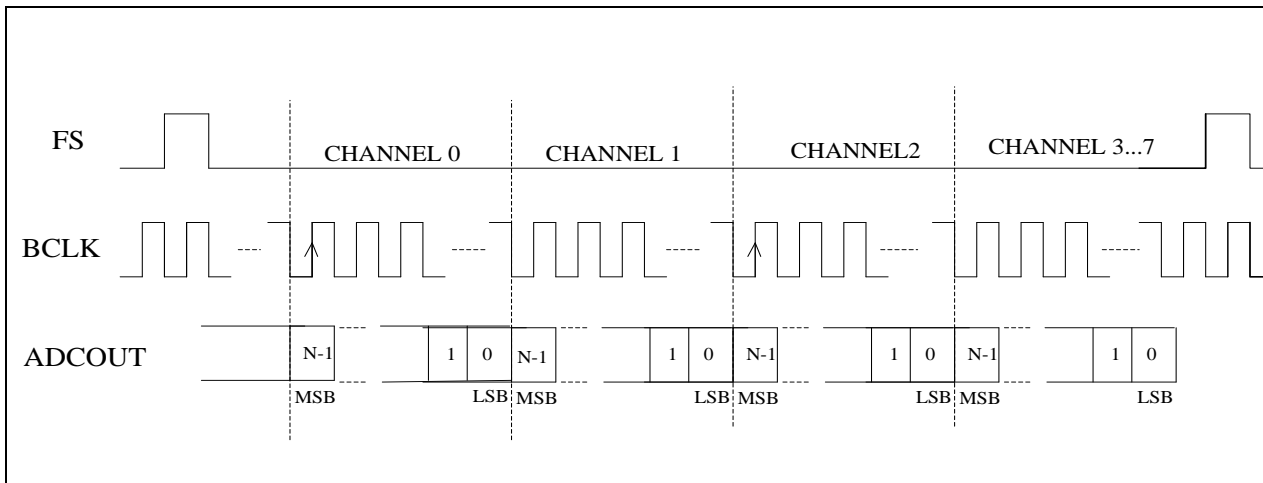 FS
CHANNEL 0
CHANNEL 1
CHANNEL2
CHANNEL 3...7
BCLK
ADCOUT
N-1
1
0
N-1
1
0
N-1
1
0
N-1
1
0
MSB
LSB
MSB
LSB
MSB
LSB
MSB
LSB